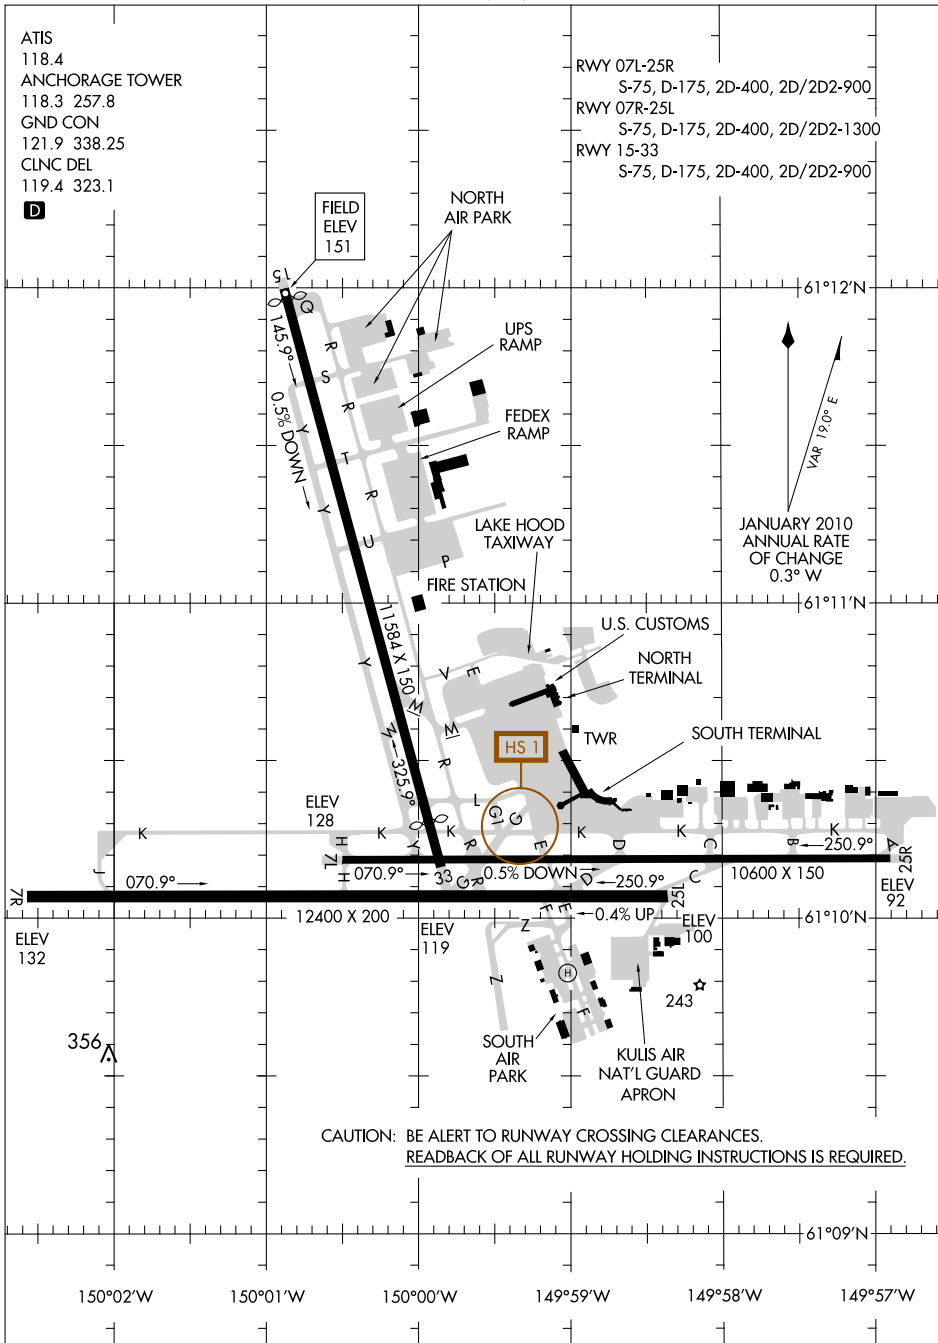 ATIS
118.4
ANCHORAGE TOWER
118.3 257.8
GND CON
121.9 338.25
CLNC DEL
119.4 323.1
D
RWY 07L-25R
S-75, D-175, 2D-400, 2D/2D2-900
RWY 07R-25L
S-75, D-175, 2D-400, 2D/2D2-1300
RWY 15-33
S-75, D-175, 2D-400, 2D/2D2-900
FIELD
ELEV
151
NORTH
AIR PARK
15
61°12'N
Q
145.9°
R
S
R
Y
0.5% DOWN
UPS
RAMP
FEDEX
RAMP
T
R
Y
U
P
VAR 19.0° E
JANUARY 2010
ANNUAL RATE
OF CHANGE
0.3° W
LAKE HOOD
TAXIWAY
FIRE STATION
61°11'N
11584 X 150
Y
V
E
M
M
W
R
325.9°
U.S. CUSTOMS
NORTH
TERMINAL
HS 1
TWR
SOUTH TERMINAL
ELEV
128
L
G1
G
K
H
K
Y
K
R
K
K
K
E
D
C
B
A
250.9°
25R
7L
H
070.9°
33
G
R
0.5% DOWN
D
250.9°
C
10600 X 150
J
070.9°
7R
25L
ELEV
92
12400 X 200
F
E
0.4% UP
61°10'N
ELEV
132
ELEV
119
ELEV
100
Z
Z
H
F
243
356
SOUTH
AIR
PARK
KULIS AIR
NAT'L GUARD
APRON
CAUTION: BE ALERT TO RUNWAY CROSSING CLEARANCES.
READBACK OF ALL RUNWAY HOLDING INSTRUCTIONS IS REQUIRED.
61°09'N
150°02'W
150°01'W
150°00'W
149°59'W
149°58'W
149°57'W